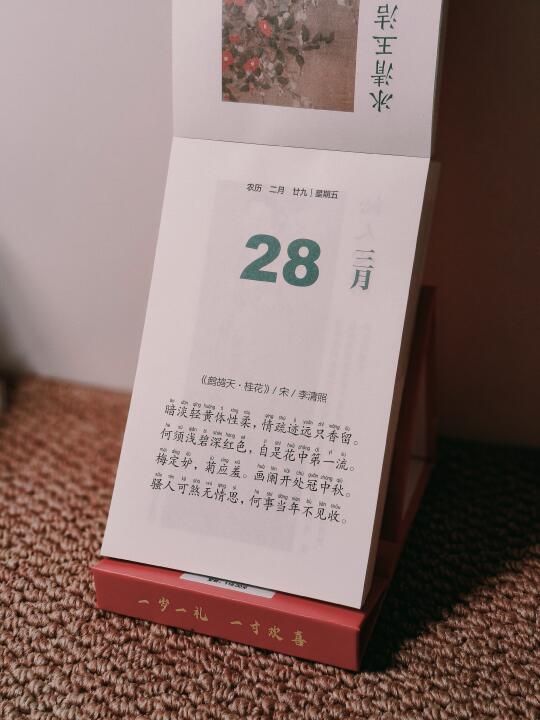 冰清玉洁
农历 二月 廿九 | 星期五
28
三月
《鹧鸪天·桂花》/ 宋 / 李清照
暗淡轻黄体性柔，情疏迹远只香留。
何须浅碧深红色，自是花中第一流。
梅定妒，菊应羞。画阑开处冠中秋。
骚人可煞无情思，何事当年不见收。
一岁一礼 一寸欢喜